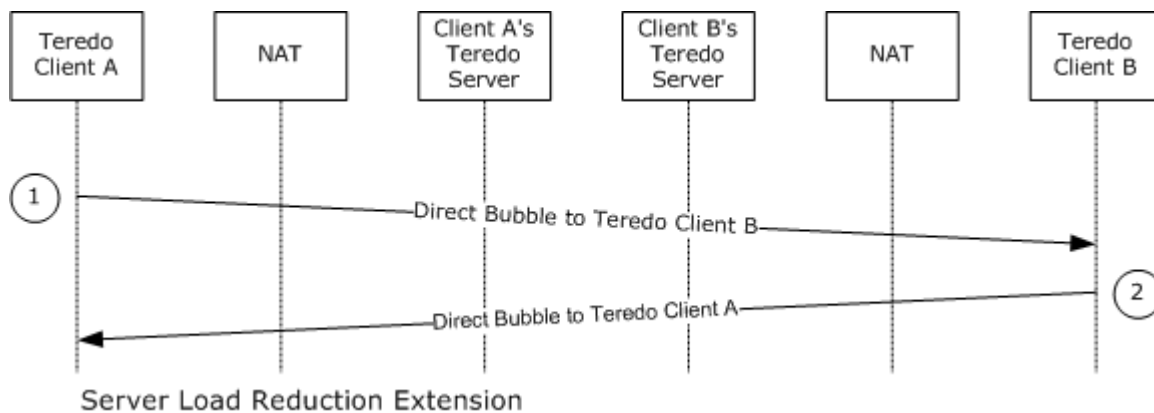 Teredo
Client A
NAT
Client A's
Teredo
Server
Client B's
Teredo
Server
NAT
Teredo
Client B
1
Direct Bubble to Teredo Client B
2
Direct Bubble to Teredo Client A
Server Load Reduction Extension